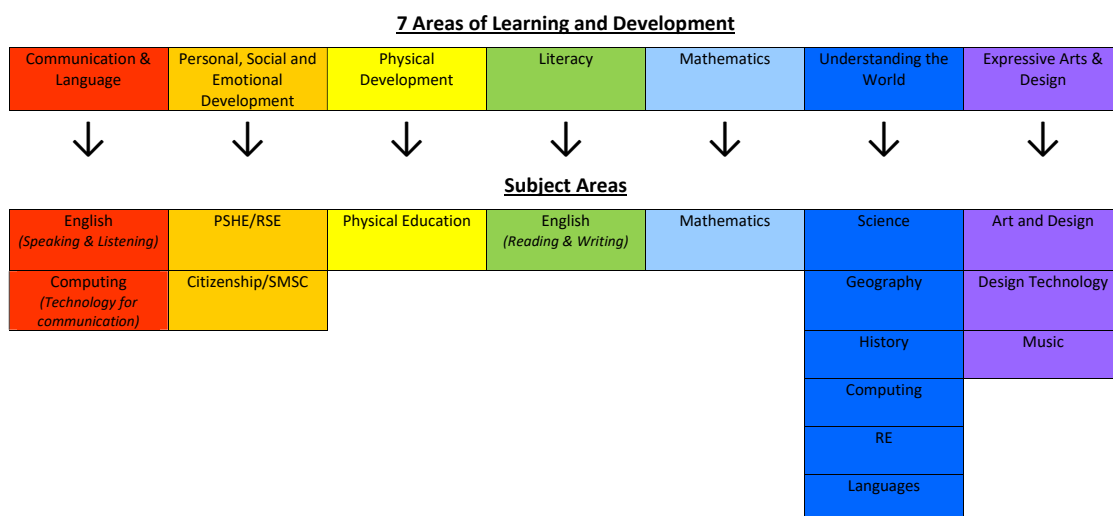 7 Areas of Learning and Development
Communication &
Language
Personal, Social and
Emotional
Development
Physical
Development
Literacy
Mathematics
Understanding the
World
Expressive Arts &
Design
Subject Areas
English
(Speaking & Listening)
PSHE/RSE
Physical Education
English
(Reading & Writing)
Mathematics
Science
Art and Design
Computing
(Technology for
communication)
Citizenship/SMSC
Geography
Design Technology
History
Music
Computing
RE
Languages